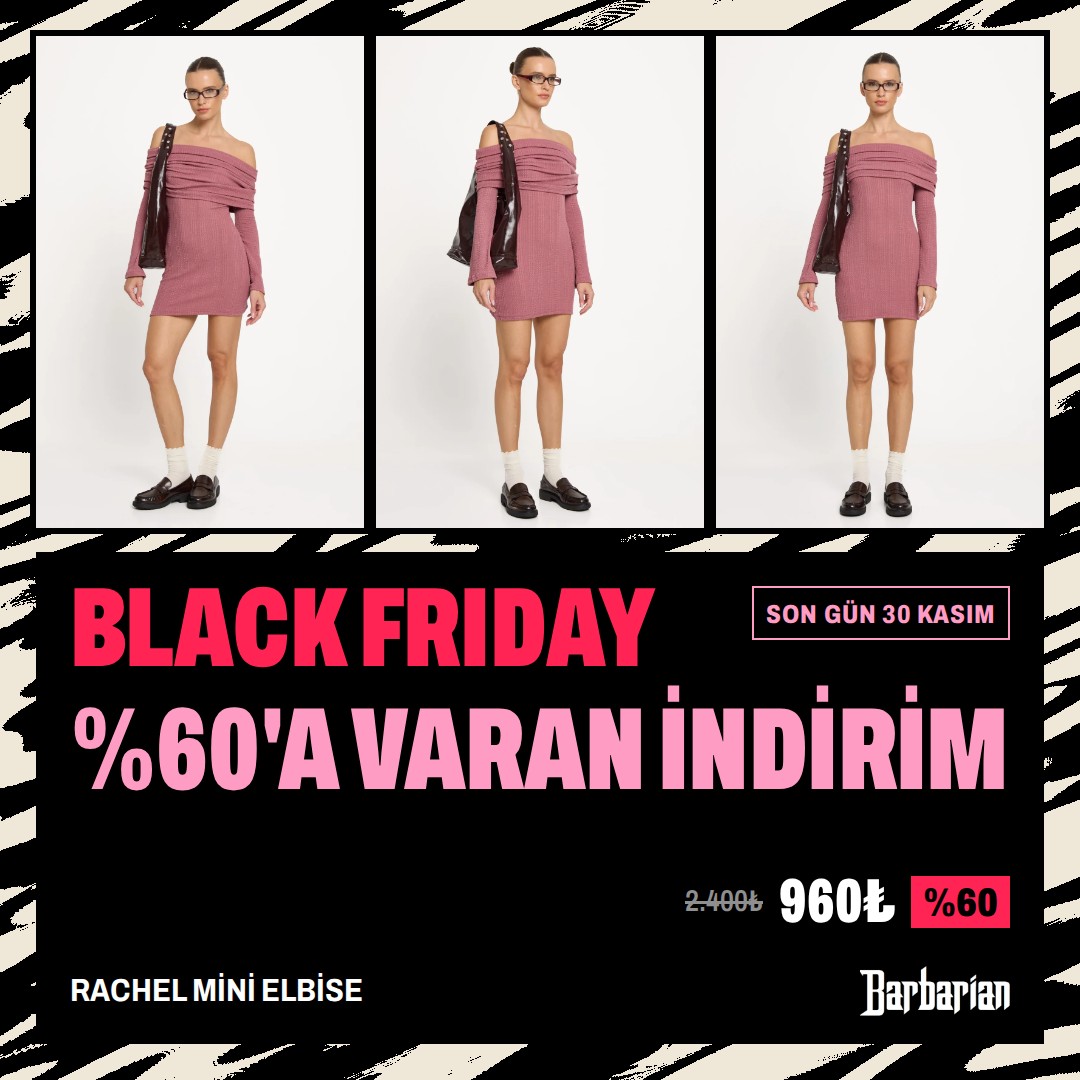 BLACK FRIDAY
SON GÜN 30 KASIM
%60'A VARAN İNDİRİM
2.400₺ 960₺ %60
RACHEL MİNİ ELBİSE
Barbarian